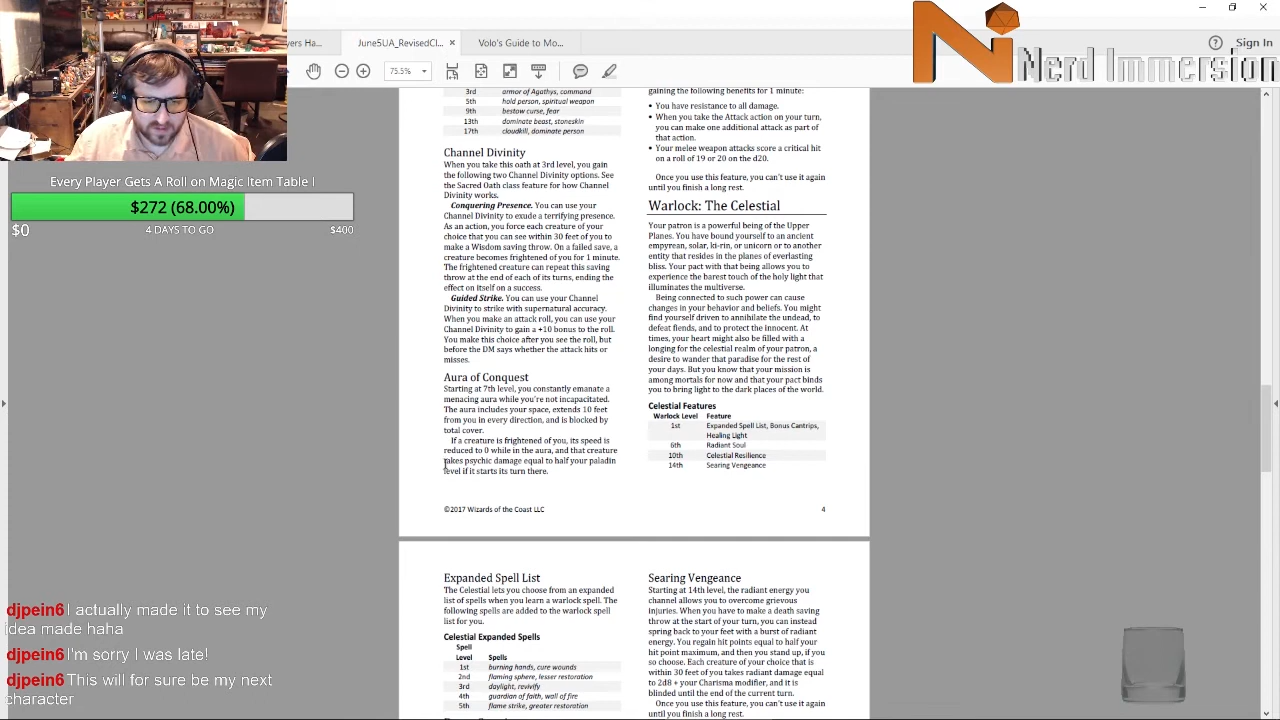 ers Ha...
June5UA_RevisedCl...
Volo's Guide to Mo...
Nerd Immersion
Sign In
75.5%
Every Player Gets A Roll on Magic Item Table I
$272 (68.00%)
$0
4 DAYS TO GO
$400
3rd armor of Agathys, command
5th hold person, spiritual weapon
9th bestow curse, fear
13th dominate beast, stoneskin
17th cloudkill, dominate person
Channel Divinity
When you take this oath at 3rd level, you gain
the following two Channel Divinity options. See
the Sacred Oath class feature for how Channel
Divinity works.
Conquering Presence. You can use your
Channel Divinity to exude a terrifying presence.
As an action, you force each creature of your
choice that you can see within 30 feet of you to
make a Wisdom saving throw. On a failed save, a
creature becomes frightened of you for 1 minute.
The frightened creature can repeat this saving
throw at the end of each of its turns, ending the
effect on itself on a success.
Guided Strike. You can use your Channel
Divinity to strike with supernatural accuracy.
When you make an attack roll, you can use your
Channel Divinity to gain a +10 bonus to the roll.
You make this choice after you see the roll, but
before the DM says whether the attack hits or
misses.
Aura of Conquest
Starting at 7th level, you constantly emanate a
menacing aura while you're not incapacitated.
The aura includes your space, extends 10 feet
from you in every direction, and is blocked by
total cover.
If a creature is frightened of you, its speed is
reduced to 0 while in the aura, and that creature
takes psychic damage equal to half your paladin
level if it starts its turn there.
gaining the following benefits for 1 minute:
• You have resistance to all damage.
• When you take the Attack action on your turn,
you can make one additional attack as part of
that action.
• Your melee weapon attacks score a critical hit
on a roll of 19 or 20 on the d20.
Once you use this feature, you can't use it again
until you finish a long rest.
Warlock: The Celestial
Your patron is a powerful being of the Upper
Planes. You have bound yourself to an ancient
empyrean, solar, ki-rin, or unicorn or to another
entity that resides in the planes of everlasting
bliss. Your pact with that being allows you to
experience the barest touch of the holy light that
illuminates the multiverse.
Being connected to such power can cause
changes in your behavior and beliefs. You might
find yourself driven to annihilate the undead, to
defeat fiends, and to protect the innocent. At
times, your heart might also be filled with a
longing for the celestial realm of your patron, a
desire to wander that paradise for the rest of
your days. But you know that your mission is
among mortals for now and that your pact binds
you to bring light to the dark places of the world.
Celestial Features
Warlock Level Feature
1st Expanded Spell List, Bonus Cantrips,
Healing Light
6th Radiant Soul
10th Celestial Resilience
14th Searing Vengeance
©2017 Wizards of the Coast LLC
4
Expanded Spell List
The Celestial lets you choose from an expanded
list of spells when you learn a warlock spell. The
following spells are added to the warlock spell
list for you.
Celestial Expanded Spells
Spell
Level Spells
1st burning hands, cure wounds
2nd flaming sphere, lesser restoration
3rd daylight, revivify
4th guardian of faith, wall of fire
5th flame strike, greater restoration
Searing Vengeance
Starting at 14th level, the radiant energy you
channel allows you to overcome grievous
injuries. When you have to make a death saving
throw at the start of your turn, you can instead
spring back to your feet with a burst of radiant
energy. You regain hit points equal to half your
hit point maximum, and then you stand up, if you
so choose. Each creature of your choice that is
within 30 feet of you takes radiant damage equal
to 2d8 + your Charisma modifier, and it is
blinded until the end of the current turn.
Once you use this feature, you can't use it again
until you finish a long rest.
djpein6 I actually made it to see my
idea made haha
djpein6 I'm sorry I was late!
djpein6 This will for sure be my next
character